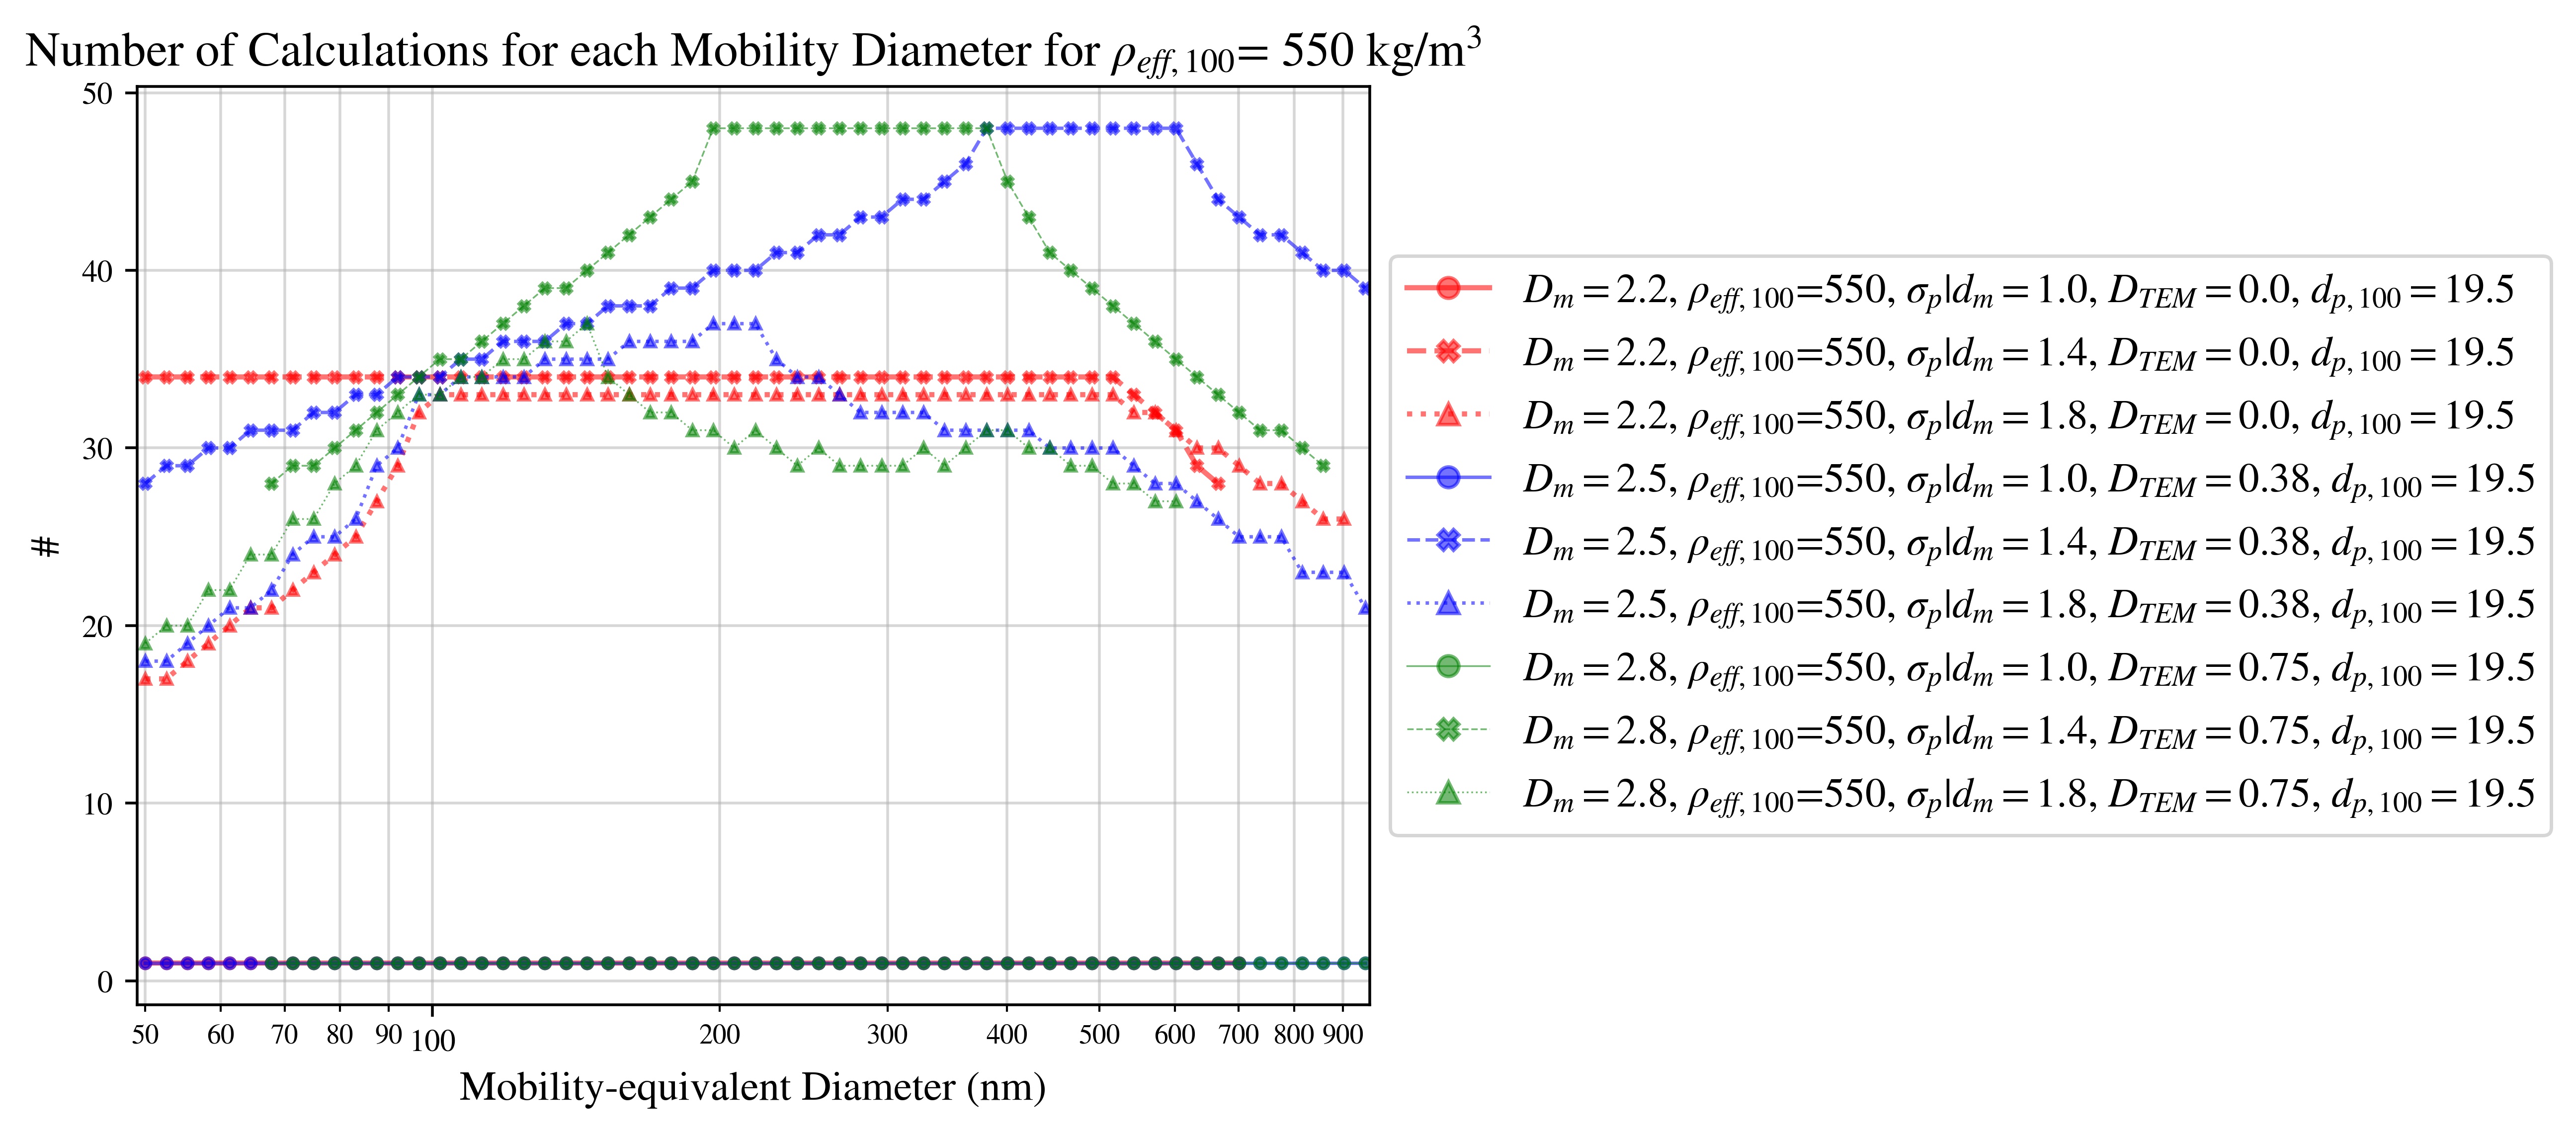 Number of Calculations for each Mobility Diameter for ρeff, 100= 550 kg/m³
50
40
30
20
10
0
#
50 60 70 80 90 100 200 300 400 500 600 700 800 900
Mobility-equivalent Diameter (nm)
Dm = 2.2, ρeff, 100=550, σp|dm = 1.0, DTEM = 0.0, dp, 100 = 19.5
Dm = 2.2, ρeff, 100=550, σp|dm = 1.4, DTEM = 0.0, dp, 100 = 19.5
Dm = 2.2, ρeff, 100=550, σp|dm = 1.8, DTEM = 0.0, dp, 100 = 19.5
Dm = 2.5, ρeff, 100=550, σp|dm = 1.0, DTEM = 0.38, dp, 100 = 19.5
Dm = 2.5, ρeff, 100=550, σp|dm = 1.4, DTEM = 0.38, dp, 100 = 19.5
Dm = 2.5, ρeff, 100=550, σp|dm = 1.8, DTEM = 0.38, dp, 100 = 19.5
Dm = 2.8, ρeff, 100=550, σp|dm = 1.0, DTEM = 0.75, dp, 100 = 19.5
Dm = 2.8, ρeff, 100=550, σp|dm = 1.4, DTEM = 0.75, dp, 100 = 19.5
Dm = 2.8, ρeff, 100=550, σp|dm = 1.8, DTEM = 0.75, dp, 100 = 19.5